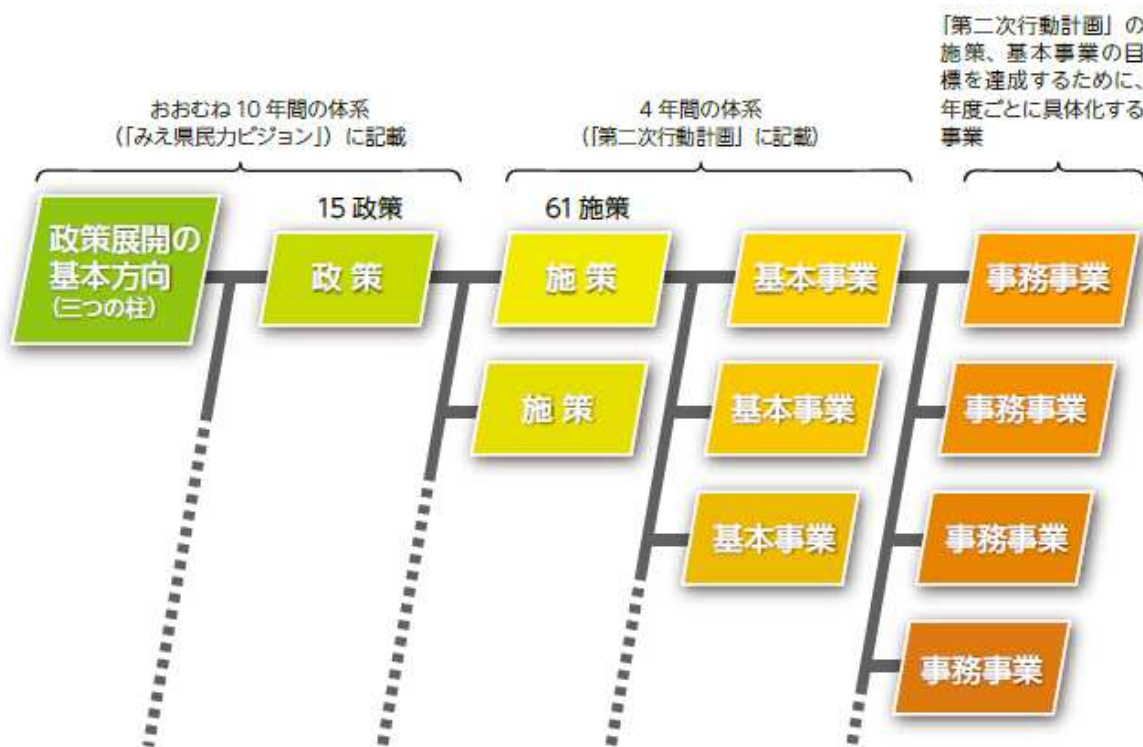 おおむね 10 年間の体系
(「みえ県民力ビジョン」) に記載
4 年間の体系
(「第二次行動計画」に記載)
「第二次行動計画」の
施策、基本事業の目
標を達成するために、
年度ごとに具体化する
事業
政策展開の
基本方向
(三つの柱)
15 政策
政 策
61 施策
施 策
基本事業
事務事業
施 策
基本事業
事務事業
基本事業
事務事業
事務事業